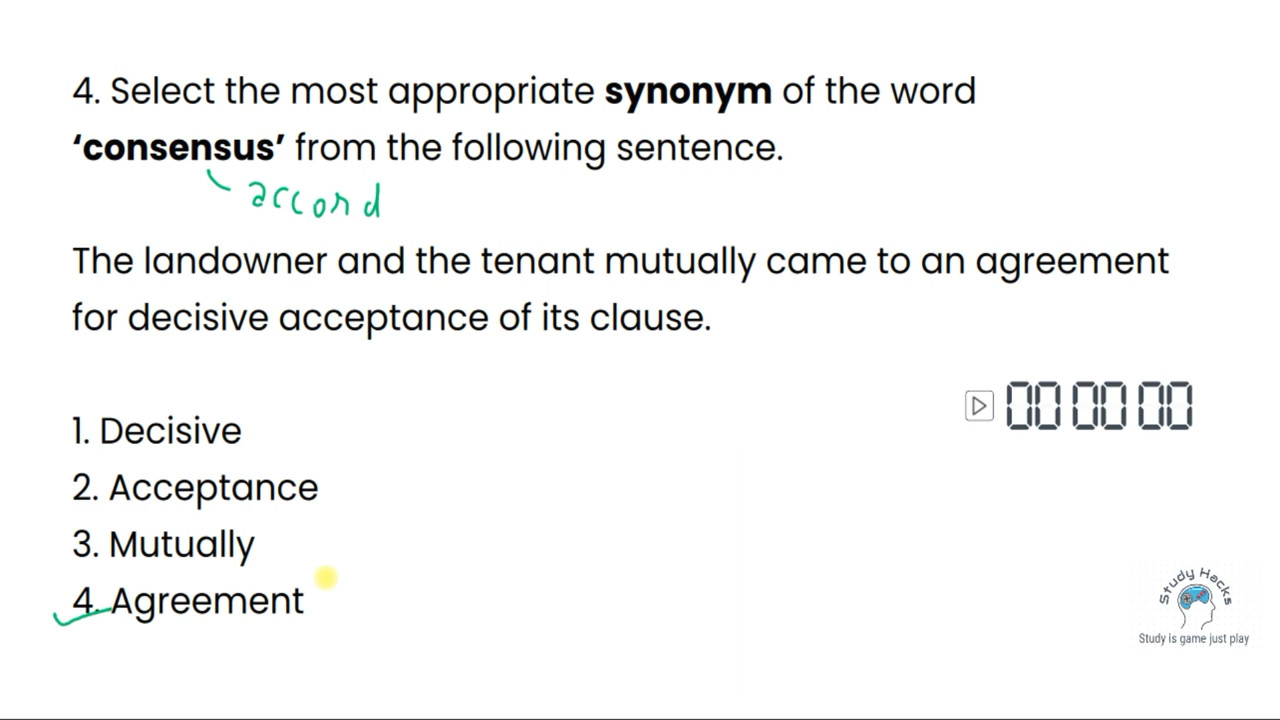 4. Select the most appropriate synonym of the word
‘consensus’ from the following sentence.
accord
The landowner and the tenant mutually came to an agreement
for decisive acceptance of its clause.
00 00 00
1. Decisive
2. Acceptance
3. Mutually
4. Agreement
Study Hacks
Study is game just play